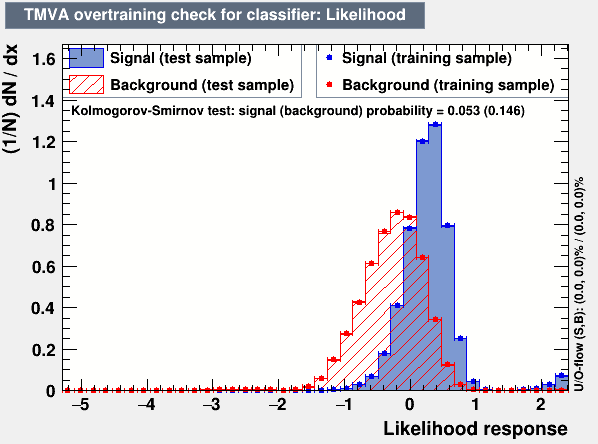 TMVA overtraining check for classifier: Likelihood
(1/N) dN / dx
Signal (test sample)
Background (test sample)
Signal (training sample)
Background (training sample)
Kolmogorov-Smirnov test: signal (background) probability = 0.053 (0.146)
1.6
1.4
1.2
1
0.8
0.6
0.4
0.2
0
−5 −4 −3 −2 −1 0 1 2
Likelihood response
U/O-flow (S,B): (0.0, 0.0)% / (0.0, 0.0)%